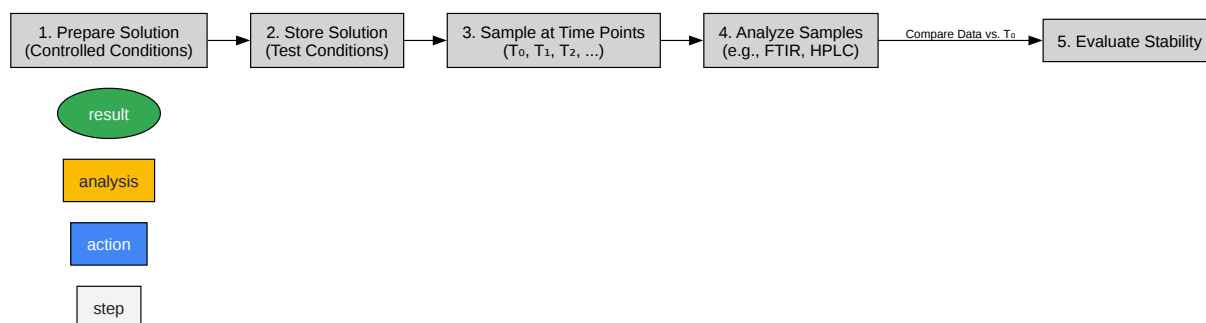 1. Prepare Solution
(Controlled Conditions)
2. Store Solution
(Test Conditions)
3. Sample at Time Points
(T₀, T₁, T₂, ...)
4. Analyze Samples
(e.g., FTIR, HPLC)
Compare Data vs. T₀
5. Evaluate Stability
result
analysis
action
step